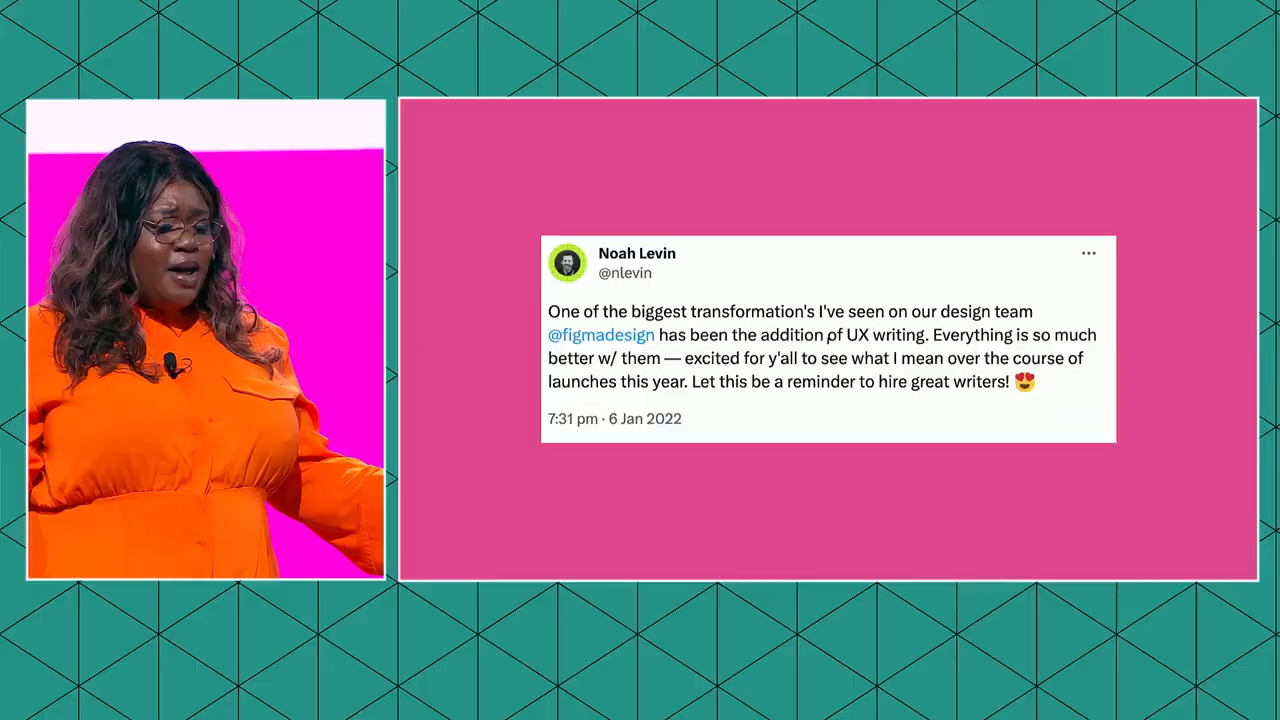 Noah Levin
@nlevin
One of the biggest transformation's I've seen on our design team
@figmadesign has been the addition of UX writing. Everything is so much
better w/ them — excited for y'all to see what I mean over the course of
launches this year. Let this be a reminder to hire great writers! 😍
7:31 pm · 6 Jan 2022